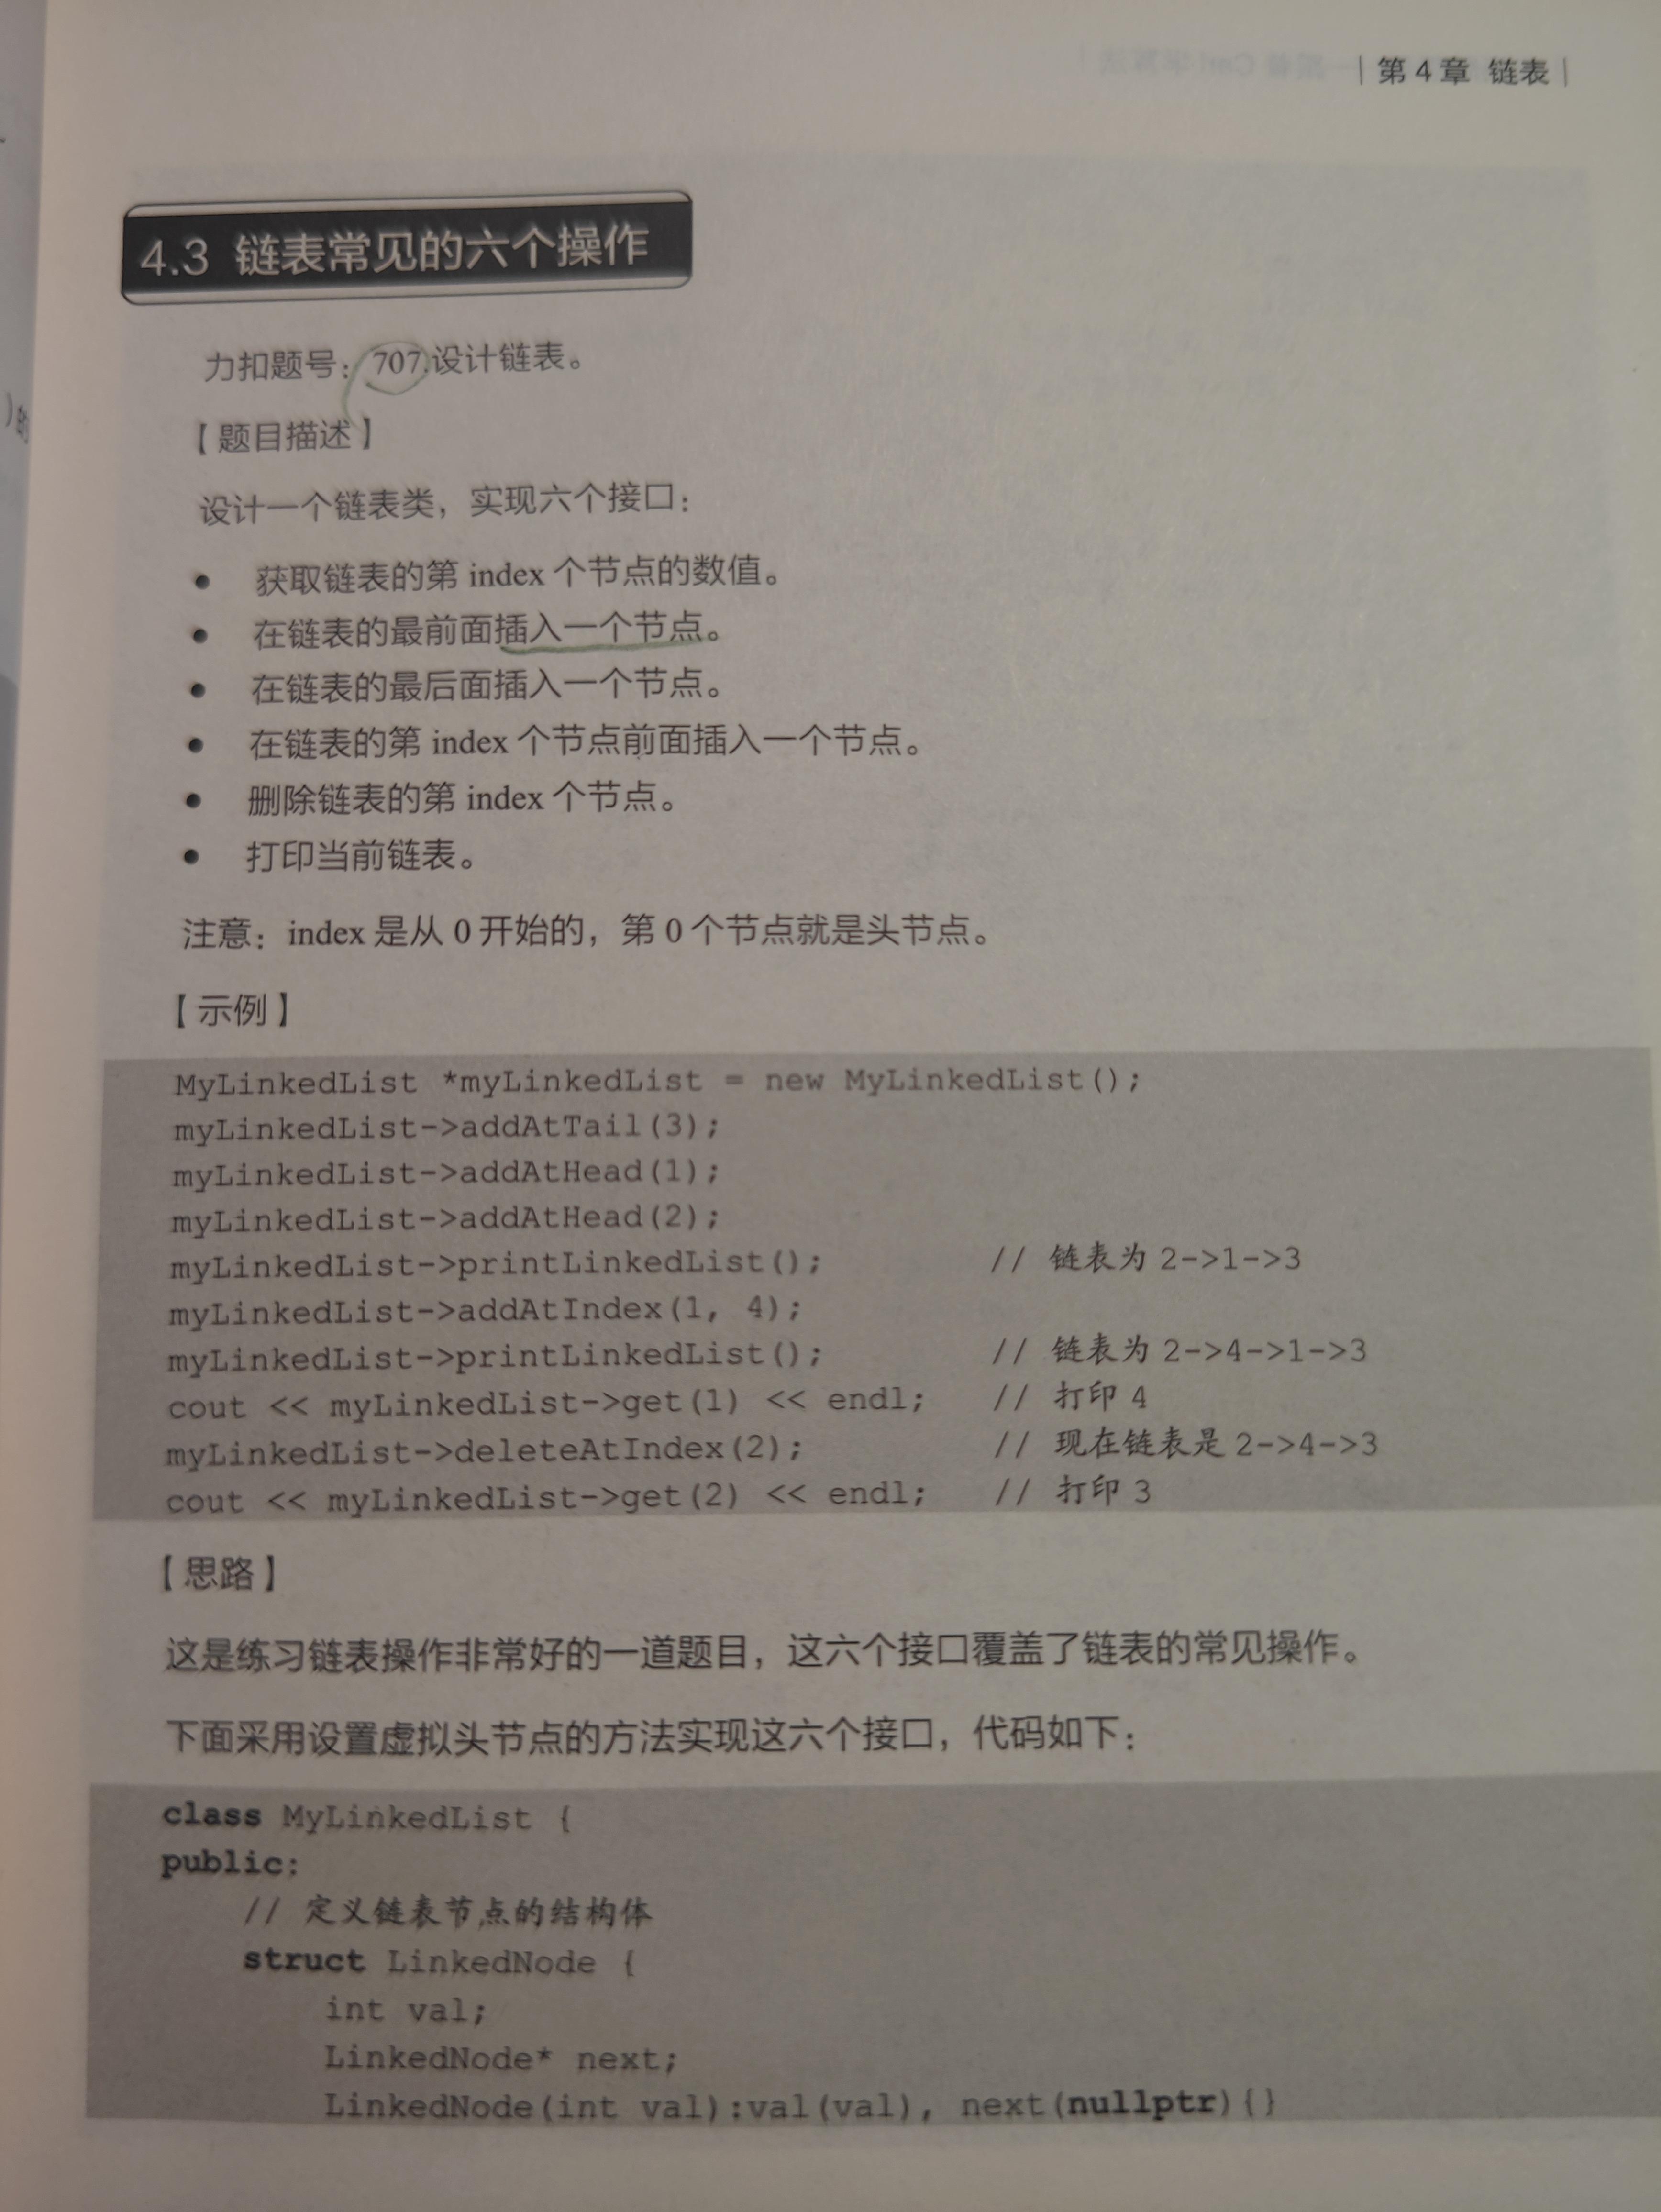 第 4 章 链表
4.3 链表常见的六个操作
力扣题号：707.设计链表。
【题目描述】
设计一个链表类，实现六个接口：
● 获取链表的第 index 个节点的数值。
● 在链表的最前面插入一个节点。
● 在链表的最后面插入一个节点。
● 在链表的第 index 个节点前面插入一个节点。
● 删除链表的第 index 个节点。
● 打印当前链表。
注意：index 是从 0 开始的，第 0 个节点就是头节点。
【示例】
MyLinkedList *myLinkedList = new MyLinkedList();
myLinkedList->addAtTail(3);
myLinkedList->addAtHead(1);
myLinkedList->addAtHead(2);
myLinkedList->printLinkedList(); // 链表为 2->1->3
myLinkedList->addAtIndex(1, 4);
myLinkedList->printLinkedList(); // 链表为 2->4->1->3
cout << myLinkedList->get(1) << endl; // 打印 4
myLinkedList->deleteAtIndex(2); // 现在链表是 2->4->3
cout << myLinkedList->get(2) << endl; // 打印 3
【思路】
这是练习链表操作非常好的一道题目，这六个接口覆盖了链表的常见操作。
下面采用设置虚拟头节点的方法实现这六个接口，代码如下：
class MyLinkedList {
public:
// 定义链表节点的结构体
struct LinkedNode {
int val;
LinkedNode* next;
LinkedNode(int val):val(val), next(nullptr){}